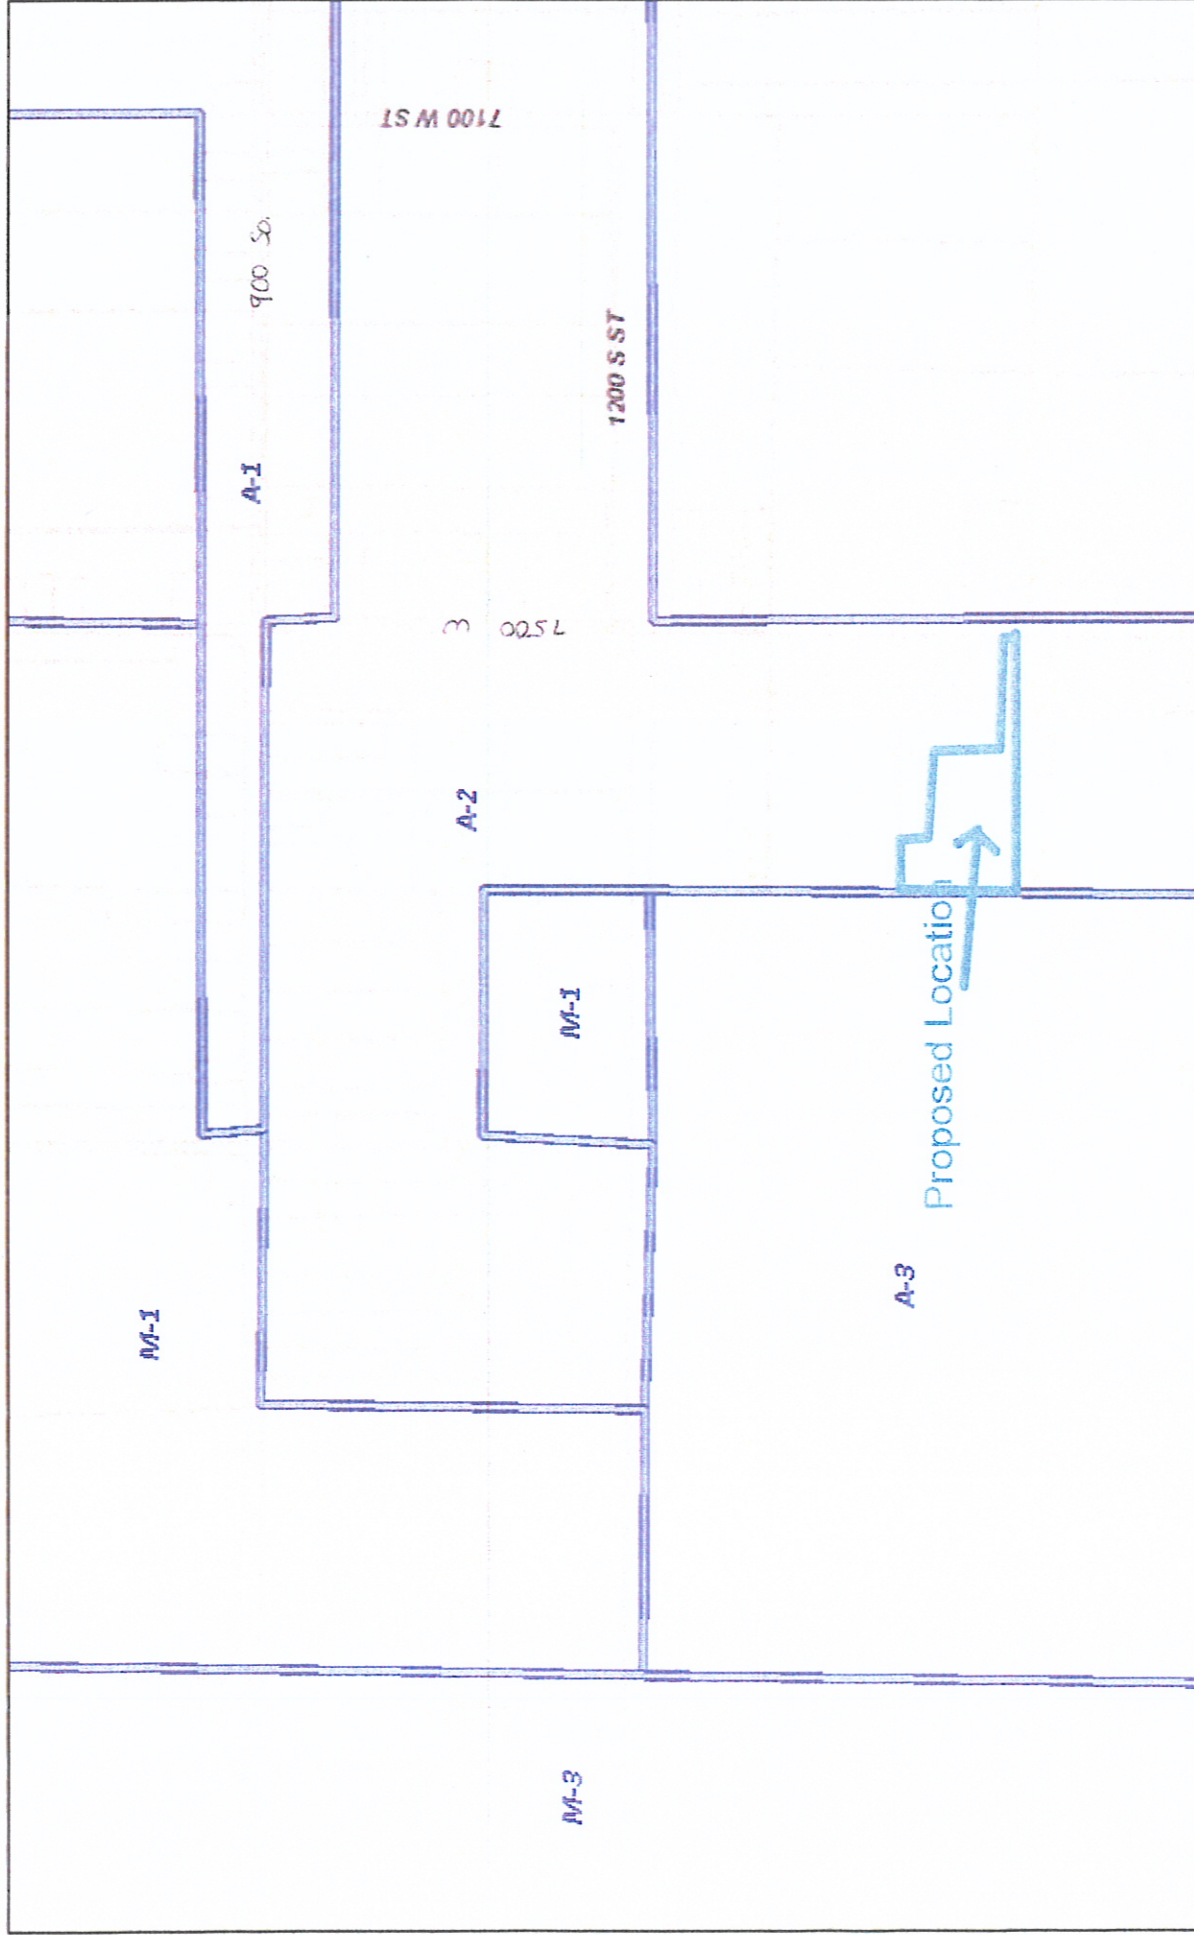 7100 W ST
900 So.
A-1
1200 S ST
7500 W
A-2
M-1
Proposed Location
A-3
M-1
M-3